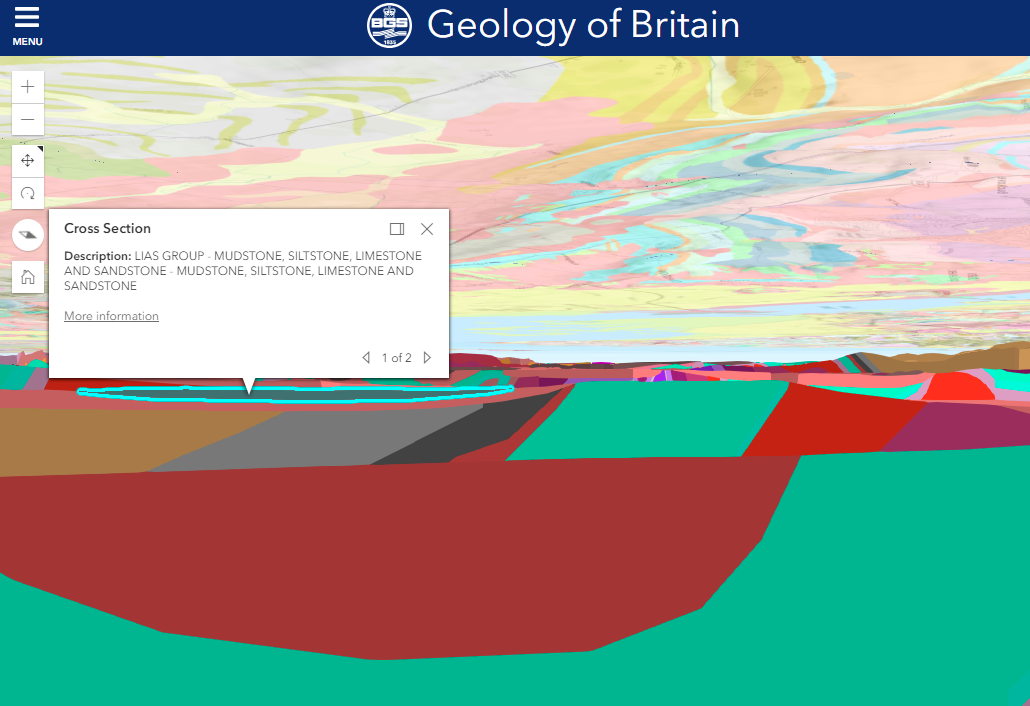 MENU
BGS
1835
Geology of Britain
Cross Section
Description: LIAS GROUP - MUDSTONE, SILTSTONE, LIMESTONE
AND SANDSTONE - MUDSTONE, SILTSTONE, LIMESTONE AND
SANDSTONE
More information
1 of 2